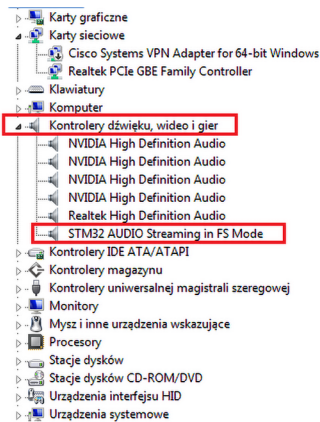 Karty graficzne
Karty sieciowe
Cisco Systems VPN Adapter for 64-bit Windows
Realtek PCIe GBE Family Controller
Klawiatury
Komputer
Kontrolery dźwięku, wideo i gier
NVIDIA High Definition Audio
NVIDIA High Definition Audio
NVIDIA High Definition Audio
NVIDIA High Definition Audio
Realtek High Definition Audio
STM32 AUDIO Streaming in FS Mode
Kontrolery IDE ATA/ATAPI
Kontrolery magazynu
Kontrolery uniwersalnej magistrali szeregowej
Monitory
Mysz i inne urządzenia wskazujące
Procesory
Stacje dysków
Stacje dysków CD-ROM/DVD
Urządzenia interfejsu HID
Urządzenia systemowe